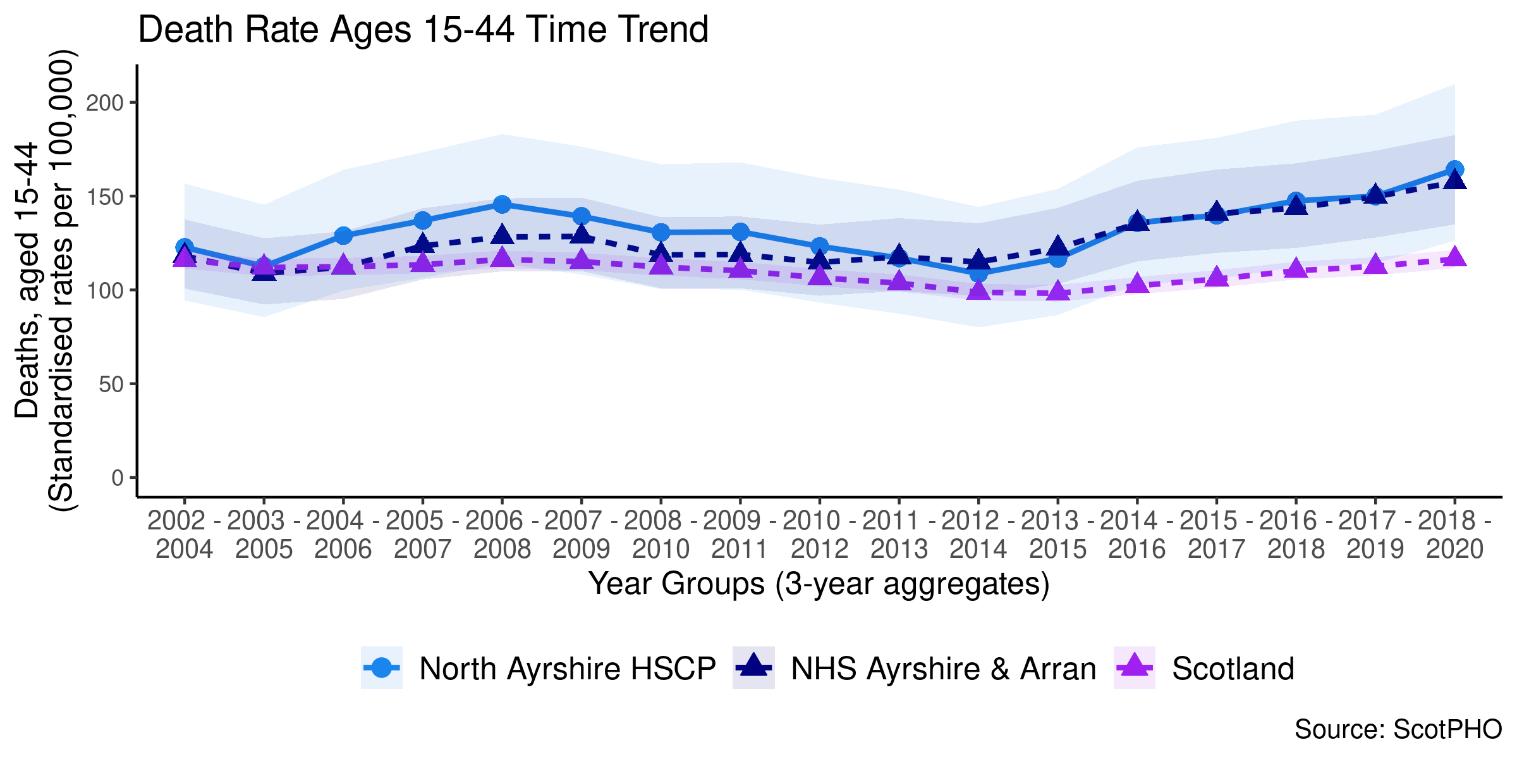 Death Rate Ages 15-44 Time Trend
Deaths, aged 15-44
(Standardised rates per 100,000)
200
150
100
50
0
2002 - 2003 - 2004 - 2005 - 2006 - 2007 - 2008 - 2009 - 2010 - 2011 - 2012 - 2013 - 2014 - 2015 - 2016 - 2017 - 2018 -
2004 2005 2006 2007 2008 2009 2010 2011 2012 2013 2014 2015 2016 2017 2018 2019 2020
Year Groups (3-year aggregates)
North Ayrshire HSCP NHS Ayrshire & Arran Scotland
Source: ScotPHO